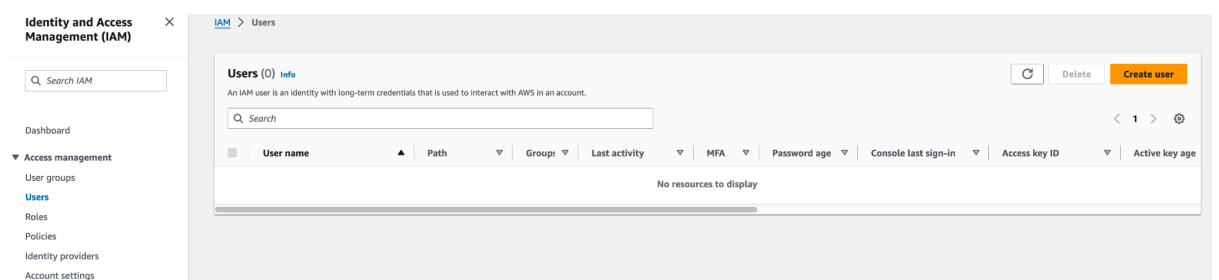 Identity and Access
Management (IAM)
Search IAM
Dashboard
Access management
User groups
Users
Roles
Policies
Identity providers
Account settings
IAM > Users
Users (0) Info
Delete
Create user
An IAM user is an identity with long-term credentials that is used to interact with AWS in an account.
Search
1
User name Path Groups Last activity MFA Password age Console last sign-in Access key ID Active key age
No resources to display